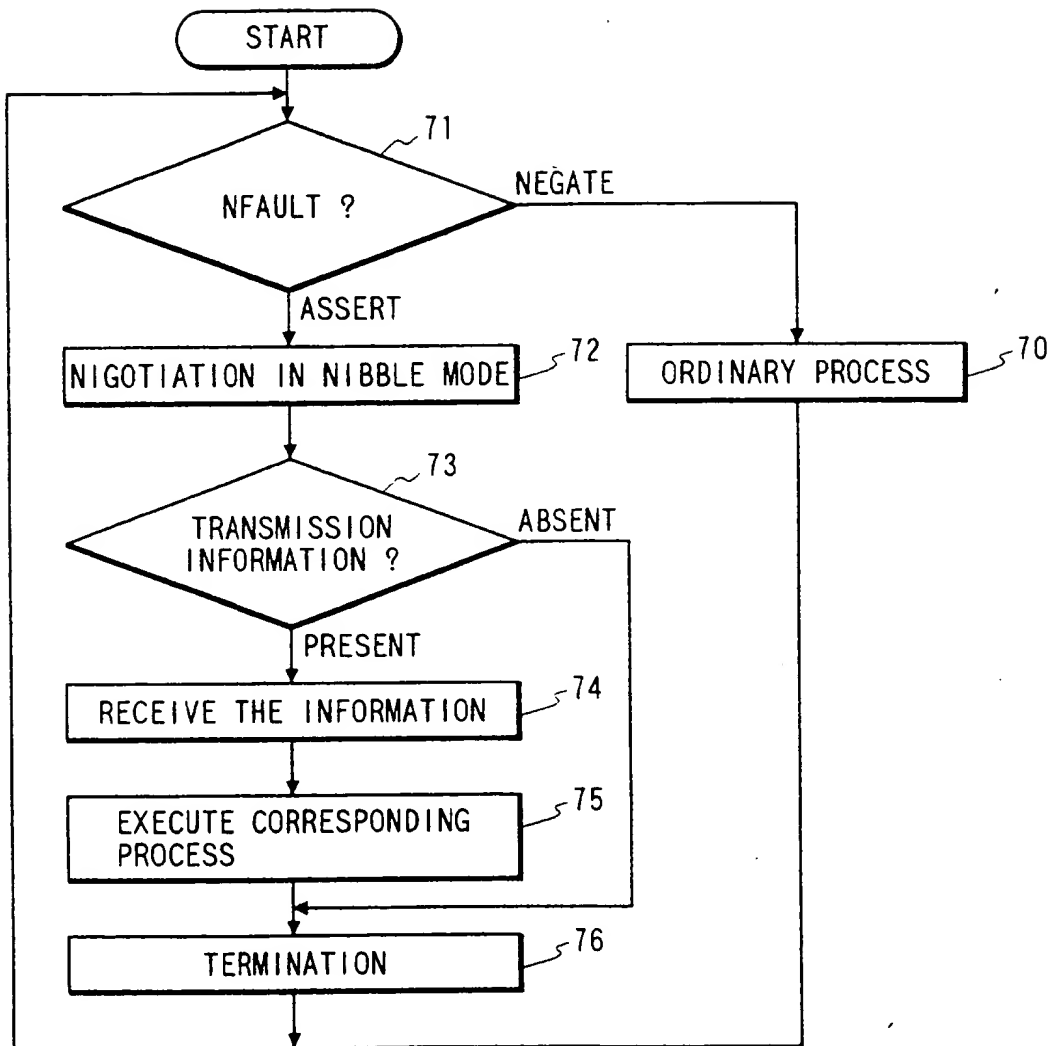 START
71
NFAULT ?
NEGATE
ASSERT
NIGOTIATION IN NIBBLE MODE
72
ORDINARY PROCESS
70
73
TRANSMISSION
INFORMATION ?
ABSENT
PRESENT
RECEIVE THE INFORMATION
74
EXECUTE CORRESPONDING
PROCESS
75
TERMINATION
76